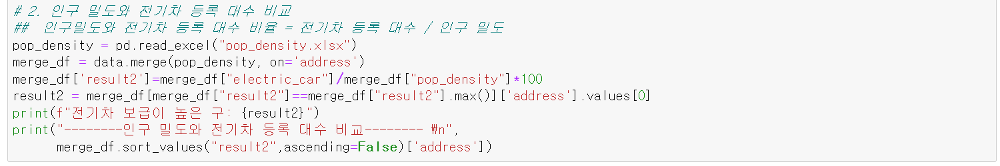 # 2. 인구 밀도와 전기차 등록 대수 비교
##  인구밀도와 전기차 등록 대수 비율 = 전기차 등록 대수 / 인구 밀도
pop_density = pd.read_excel("pop_density.xlsx")
merge_df = data.merge(pop_density, on='address')
merge_df['result2']=merge_df["electric_car"]/merge_df["pop_density"]*100
result2 = merge_df[merge_df["result2"]==merge_df["result2"].max()]['address'].values[0]
print(f"전기차 보급이 높은 구: {result2}")
print("--------인구 밀도와 전기차 등록 대수 비교-------- ₩n",
      merge_df.sort_values("result2",ascending=False)['address'])